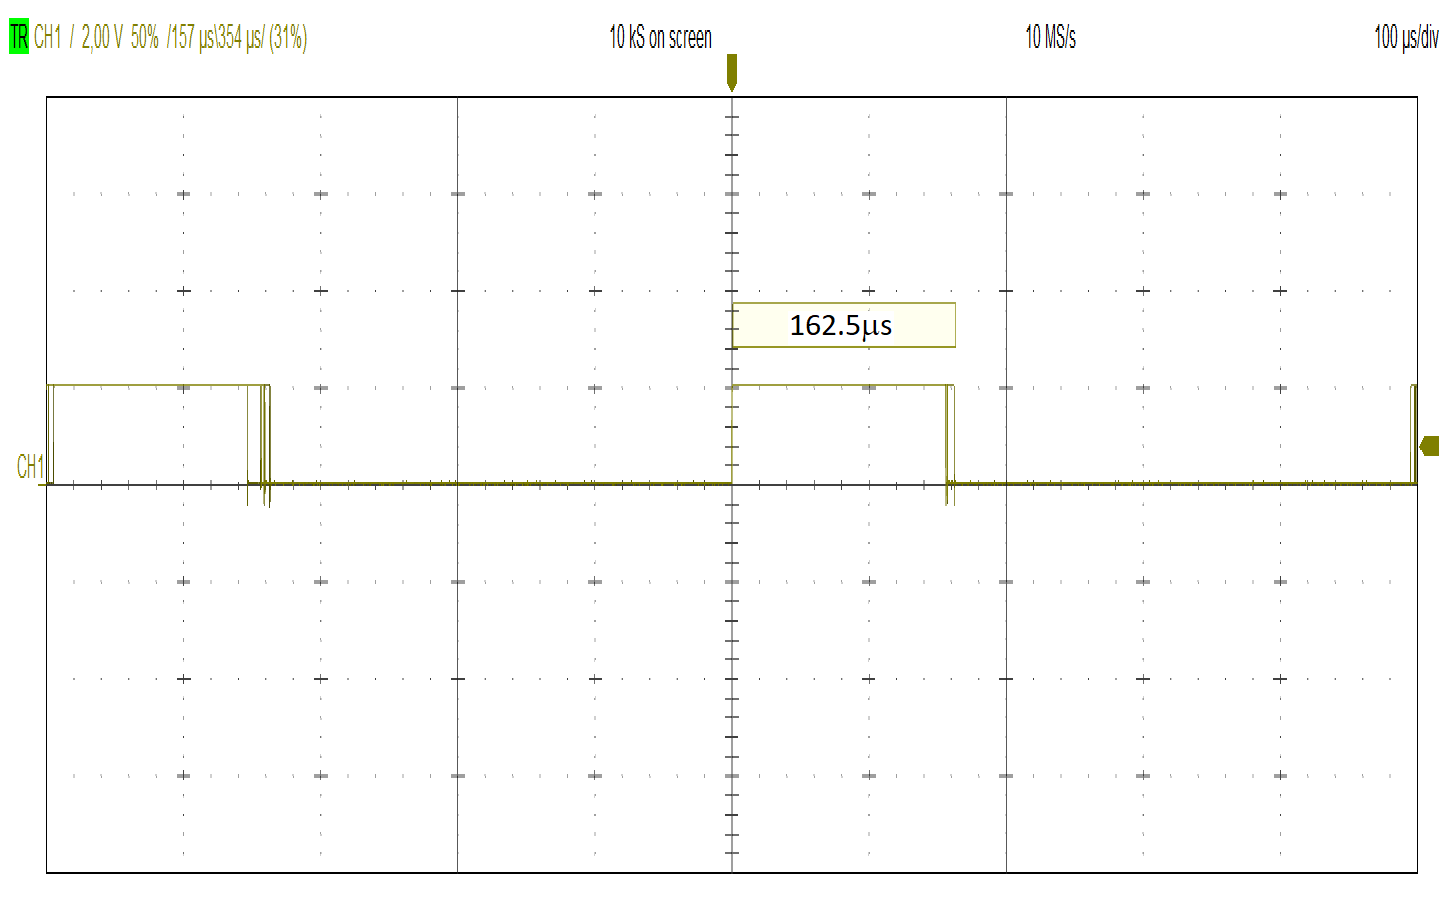 TR CH1 / 2,00 V 50% /157 µs\354 µs/ (31%) 10 kS on screen 10 MS/s 100 µs/div
162.5µs
CH1